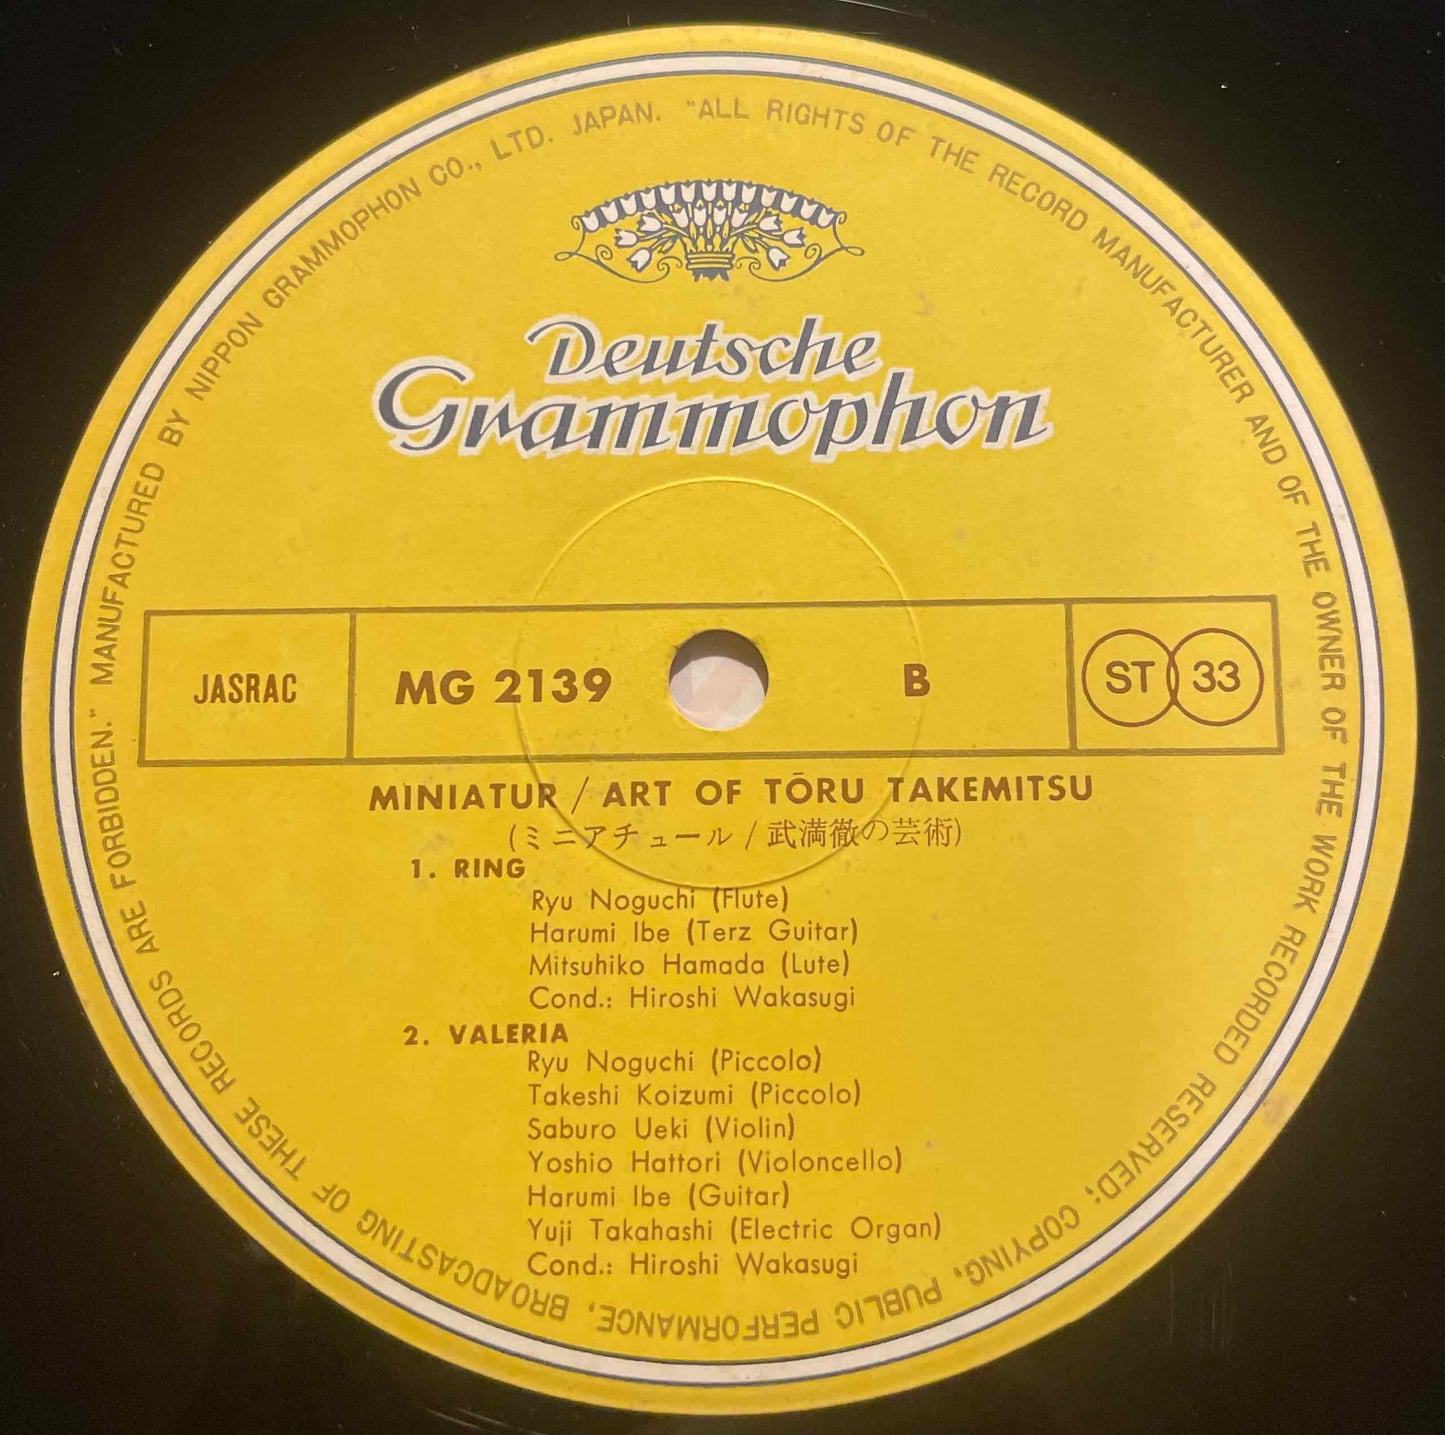 "ALL RIGHTS OF THE RECORD MANUFACTURER AND OF THE OWNER OF THE WORK RECORDED RESERVED; COPYING, PUBLIC PERFORMANCE, BROADCASTING OF THESE RECORDS ARE FORBIDDEN." MANUFACTURED BY NIPPON GRAMMOPHON CO., LTD. JAPAN.
Deutsche
Grammophon
JASRAC MG 2139 B ST 33
MINIATUR / ART OF TŌRU TAKEMITSU
(ミニアチュール / 武満徹の芸術)
1. RING
Ryu Noguchi (Flute)
Harumi Ibe (Terz Guitar)
Mitsuhiko Hamada (Lute)
Cond.: Hiroshi Wakasugi
2. VALERIA
Ryu Noguchi (Piccolo)
Takeshi Koizumi (Piccolo)
Saburo Ueki (Violin)
Yoshio Hattori (Violoncello)
Harumi Ibe (Guitar)
Yuji Takahashi (Electric Organ)
Cond.: Hiroshi Wakasugi